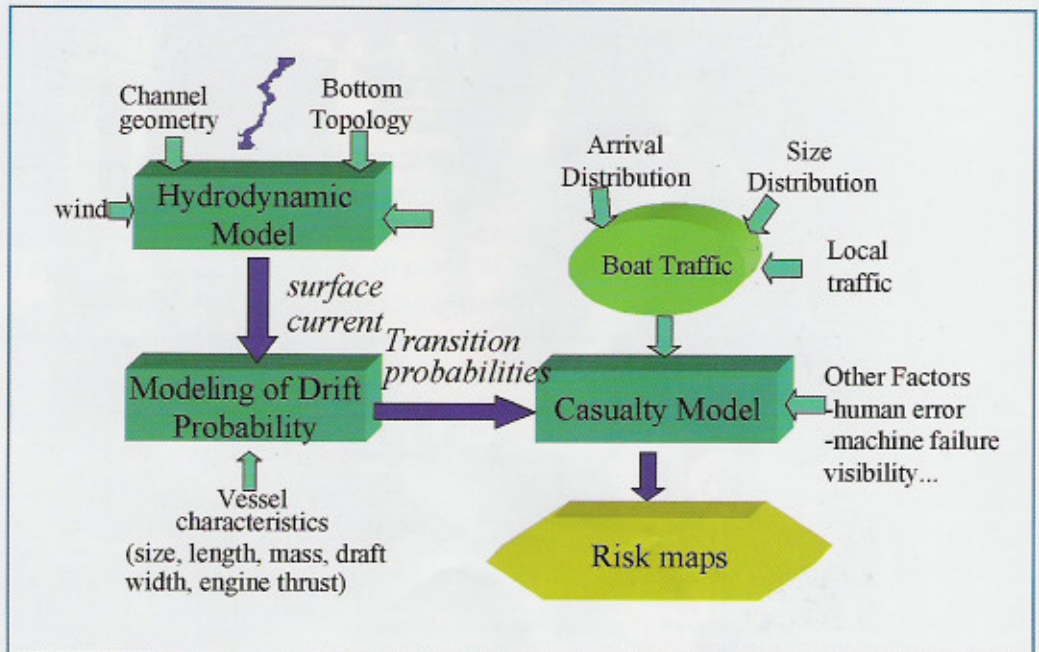 Channel
geometry
Bottom
Topology
wind
Hydrodynamic
Model
Arrival
Distribution
Size
Distribution
Boat Traffic
Local
traffic
surface
current
Transition
probabilities
Modeling of Drift
Probability
Casualty Model
Other Factors
-human error
-machine failure
visibility...
Vessel
characteristics
(size, length, mass, draft
width, engine thrust)
Risk maps